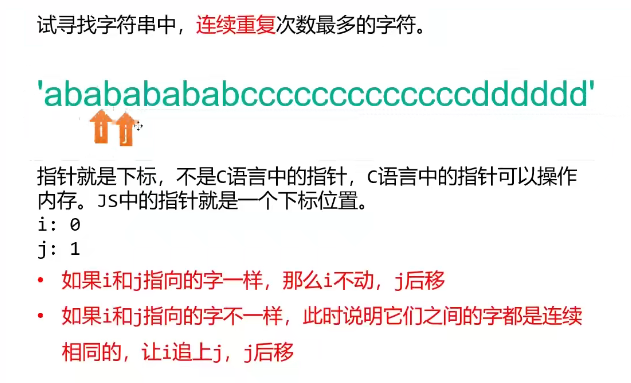 试寻找字符串中，连续重复次数最多的字符。
'abababababcccccccccccccdddddd'
i j
指针就是下标，不是C语言中的指针，C语言中的指针可以操作
内存。JS中的指针就是一个下标位置。
i: 0
j: 1
• 如果i和j指向的字一样，那么i不动，j后移
• 如果i和j指向的字不一样，此时说明它们之间的字都是连续
相同的，让i追上j，j后移